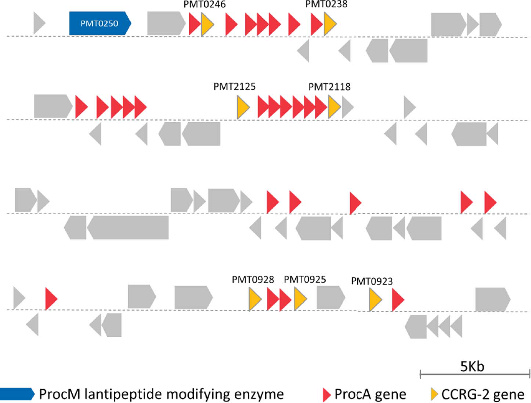 PMT0246 PMT0238
PMT0250
PMT2125 PMT2118
PMT0928 PMT0925 PMT0923
5Kb
ProcM lantipeptide modifying enzyme ProcA gene CCRG-2 gene